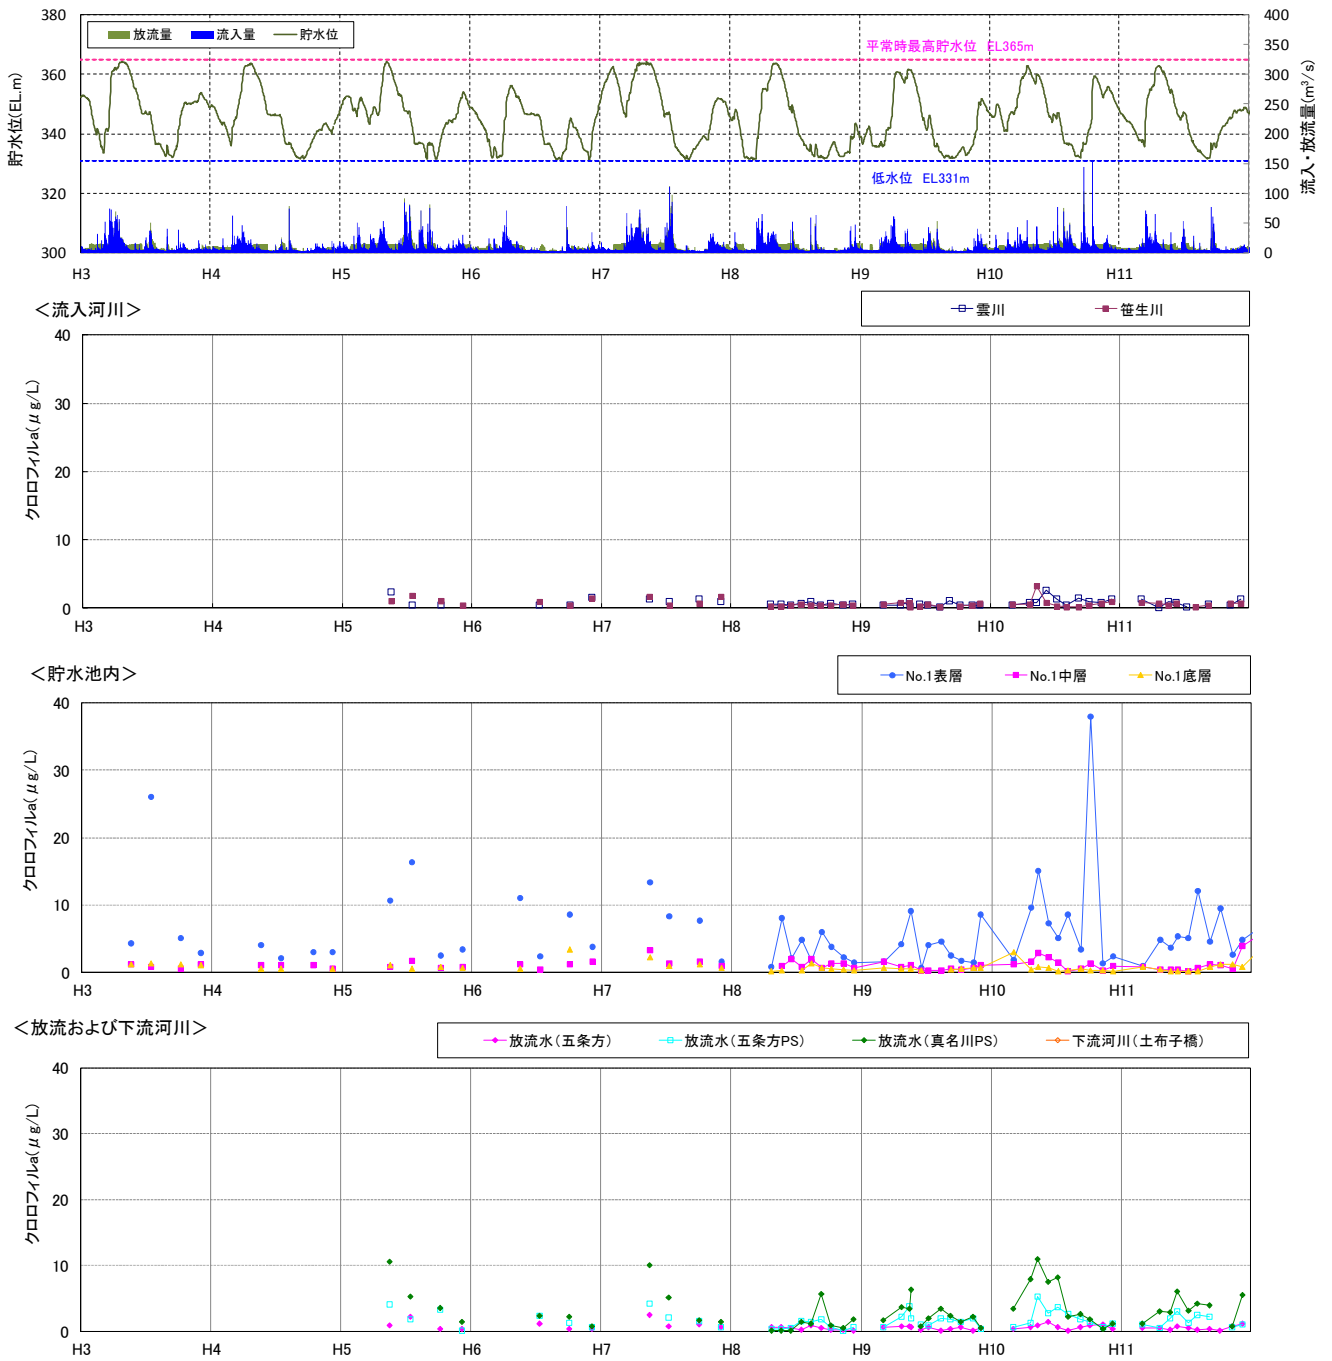 380
360
340
320
300
貯水位(EL.m)
放流量 流入量 貯水位
平常時最高貯水位 EL365m
低水位 EL331m
400
350
300
250
200
150
100
50
0
流入・放流量(m³/s)
H3 H4 H5 H6 H7 H8 H9 H10 H11
＜流入河川＞
雲川 笹生川
40
30
20
10
0
クロロフィルa(μg/L)
H3 H4 H5 H6 H7 H8 H9 H10 H11
＜貯水池内＞
No.1表層 No.1中層 No.1底層
40
30
20
10
0
クロロフィルa(μg/L)
H3 H4 H5 H6 H7 H8 H9 H10 H11
＜放流および下流河川＞
放流水(五条方) 放流水(五条方PS) 放流水(真名川PS) 下流河川(土布子橋)
40
30
20
10
0
クロロフィルa(μg/L)
H3 H4 H5 H6 H7 H8 H9 H10 H11